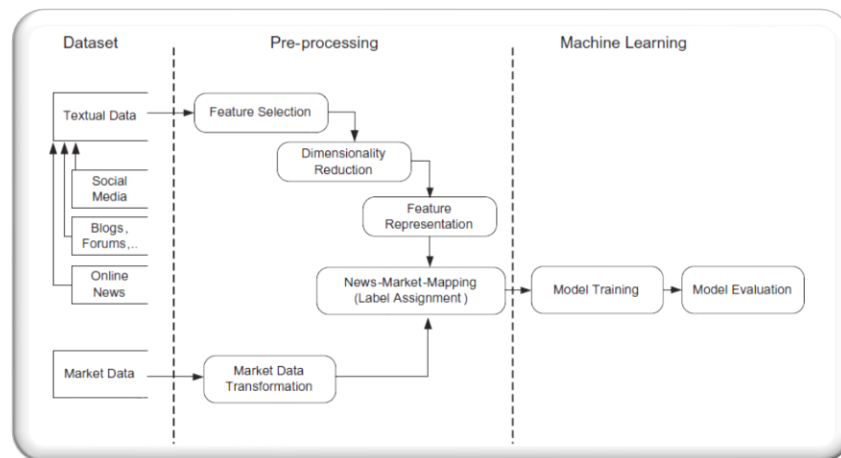 Dataset
Pre-processing
Machine Learning
Textual Data
Feature Selection
Dimensionality
Reduction
Social
Media
Feature
Representation
Blogs,
Forums,..
Online
News
News-Market-Mapping
(Label Assignment)
Model Training
Model Evaluation
Market Data
Market Data
Transformation